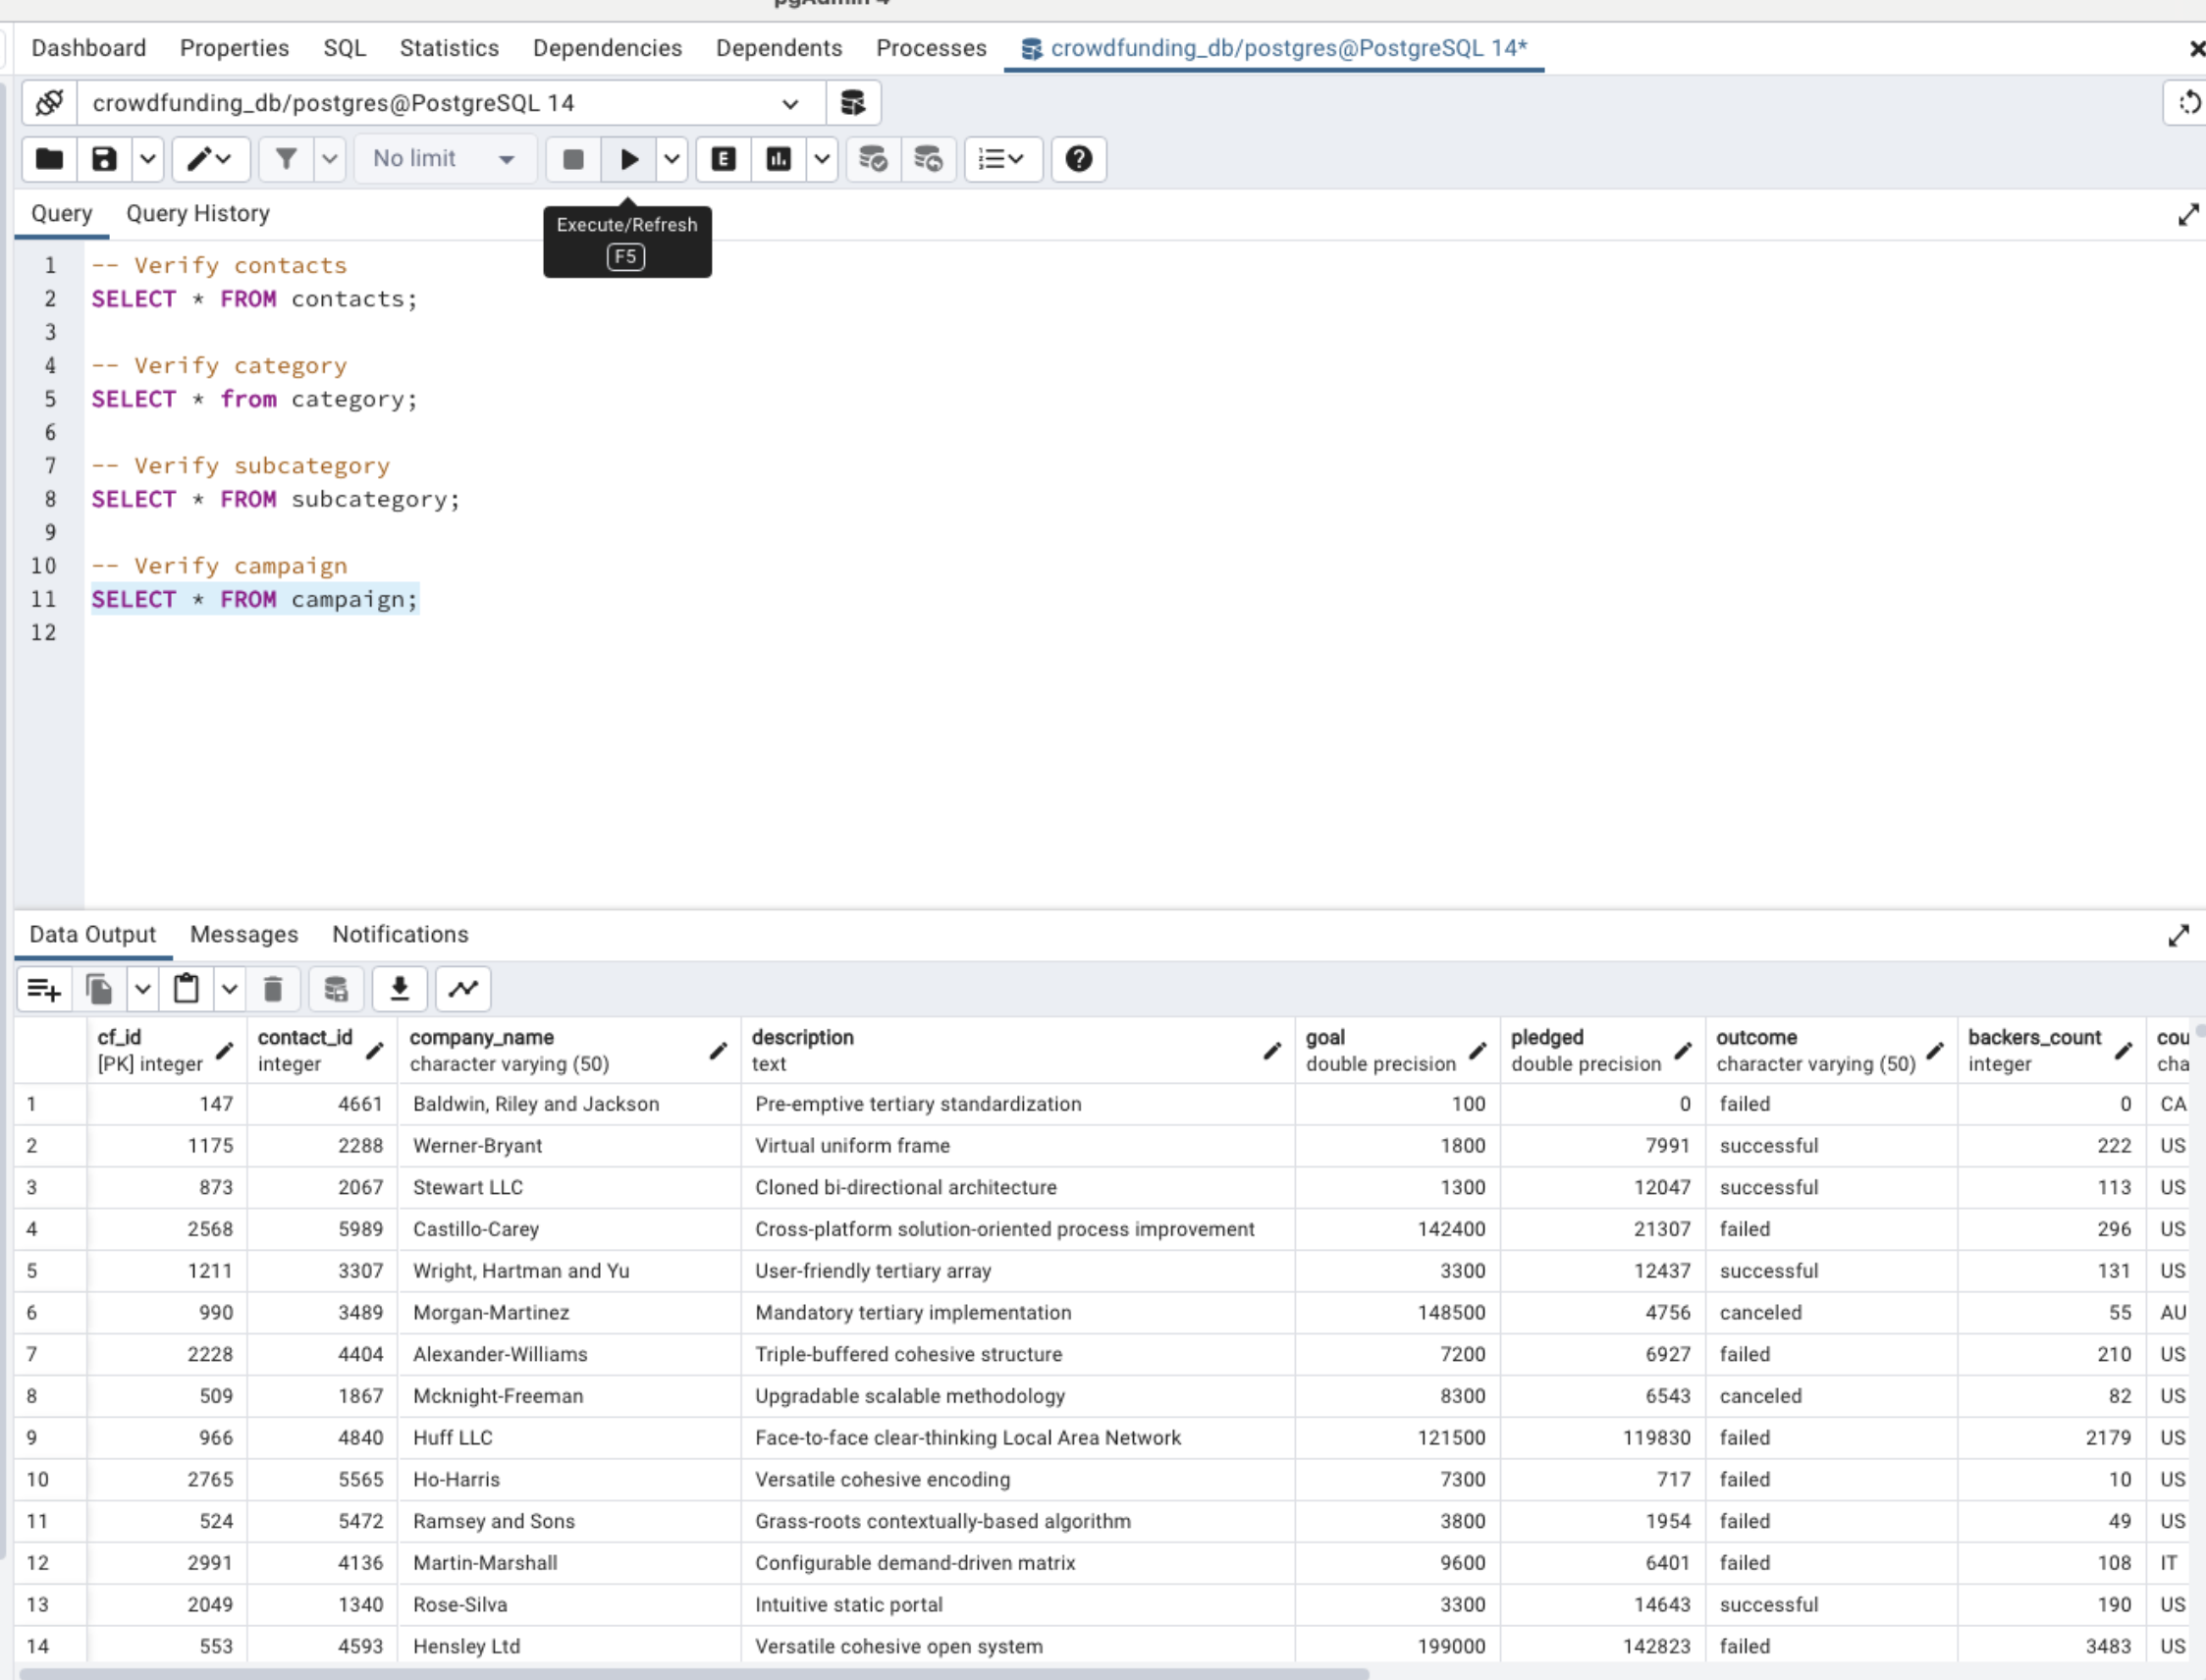 pgAdmin 4
Dashboard Properties SQL Statistics Dependencies Dependents Processes crowdfunding_db/postgres@PostgreSQL 14*
crowdfunding_db/postgres@PostgreSQL 14
No limit E
Query Query History
Execute/Refresh
F5
1 -- Verify contacts
2 SELECT * FROM contacts;
3
4 -- Verify category
5 SELECT * from category;
6
7 -- Verify subcategory
8 SELECT * FROM subcategory;
9
10 -- Verify campaign
11 SELECT * FROM campaign;
12
Data Output Messages Notifications
cf_id contact_id company_name description goal pledged outcome backers_count cou
[PK] integer integer character varying (50) text double precision double precision character varying (50) integer cha
1 147 4661 Baldwin, Riley and Jackson Pre-emptive tertiary standardization 100 0 failed 0 CA
2 1175 2288 Werner-Bryant Virtual uniform frame 1800 7991 successful 222 US
3 873 2067 Stewart LLC Cloned bi-directional architecture 1300 12047 successful 113 US
4 2568 5989 Castillo-Carey Cross-platform solution-oriented process improvement 142400 21307 failed 296 US
5 1211 3307 Wright, Hartman and Yu User-friendly tertiary array 3300 12437 successful 131 US
6 990 3489 Morgan-Martinez Mandatory tertiary implementation 148500 4756 canceled 55 AU
7 2228 4404 Alexander-Williams Triple-buffered cohesive structure 7200 6927 failed 210 US
8 509 1867 Mcknight-Freeman Upgradable scalable methodology 8300 6543 canceled 82 US
9 966 4840 Huff LLC Face-to-face clear-thinking Local Area Network 121500 119830 failed 2179 US
10 2765 5565 Ho-Harris Versatile cohesive encoding 7300 717 failed 10 US
11 524 5472 Ramsey and Sons Grass-roots contextually-based algorithm 3800 1954 failed 49 US
12 2991 4136 Martin-Marshall Configurable demand-driven matrix 9600 6401 failed 108 IT
13 2049 1340 Rose-Silva Intuitive static portal 3300 14643 successful 190 US
14 553 4593 Hensley Ltd Versatile cohesive open system 199000 142823 failed 3483 US